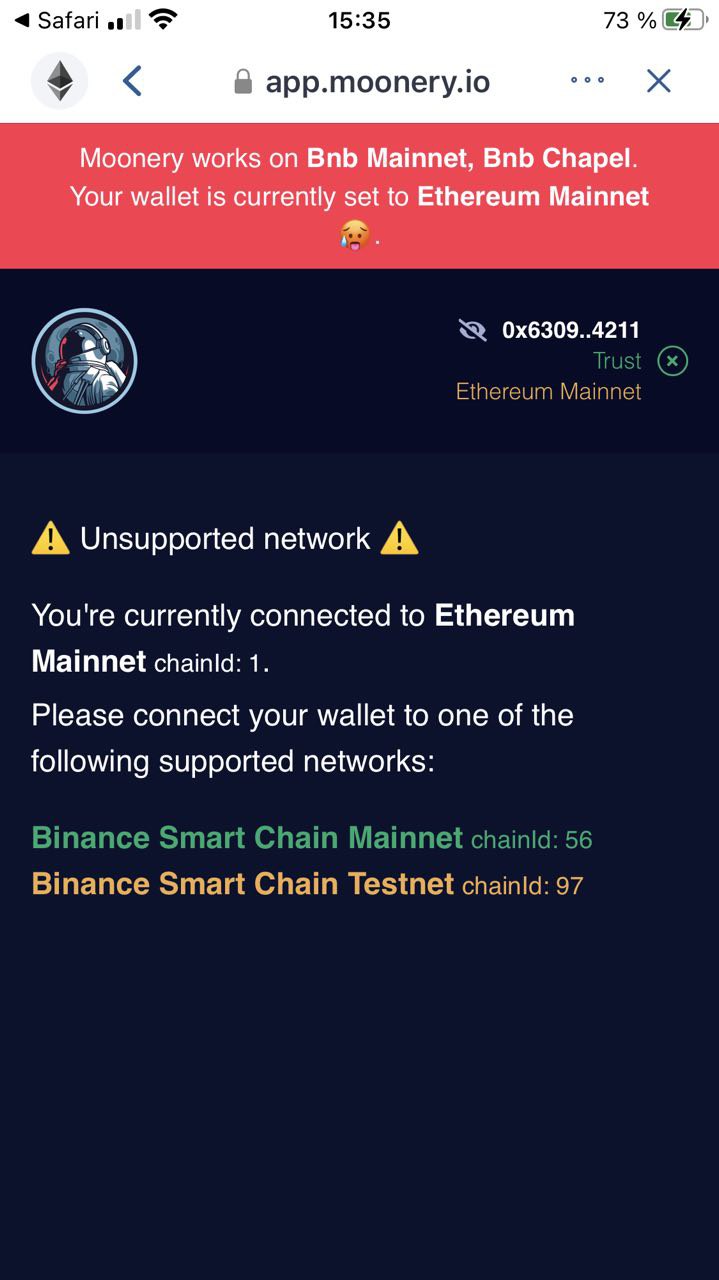 ◀ Safari 15:35 73 %
app.moonery.io
Moonery works on Bnb Mainnet, Bnb Chapel.
Your wallet is currently set to Ethereum Mainnet
🥵.
0x6309..4211
Trust
Ethereum Mainnet
⚠️ Unsupported network ⚠️
You're currently connected to Ethereum
Mainnet chainId: 1.
Please connect your wallet to one of the
following supported networks:
Binance Smart Chain Mainnet chainId: 56
Binance Smart Chain Testnet chainId: 97